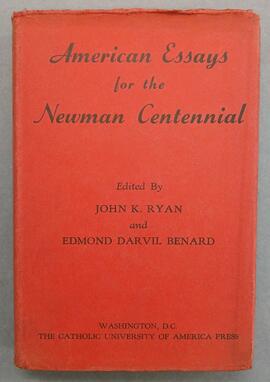 American Essays
for the
Newman Centennial
Edited By
JOHN K. RYAN
and
EDMOND DARVIL BENARD
WASHINGTON, D.C.
THE CATHOLIC UNIVERSITY OF AMERICA PRESS